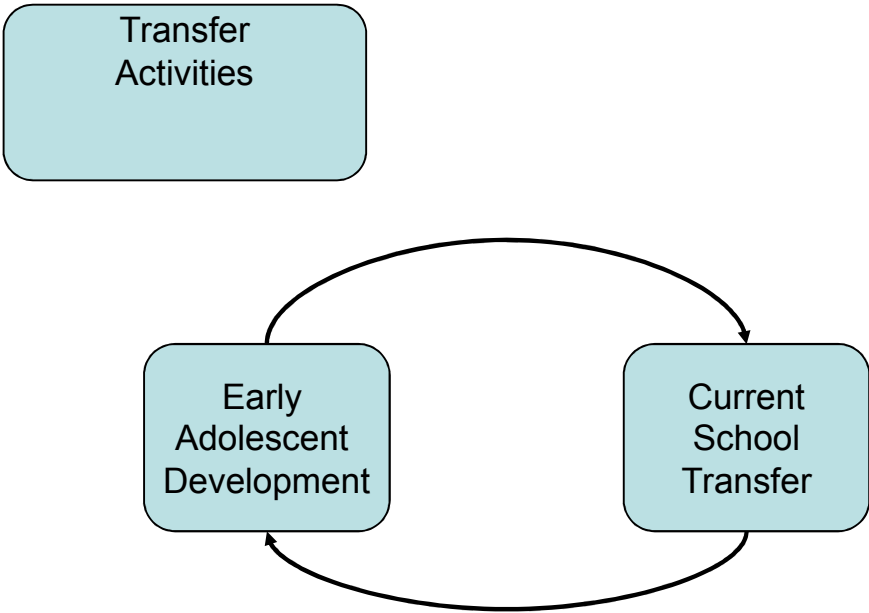 Transfer
Activities
Early
Adolescent
Development
Current
School
Transfer